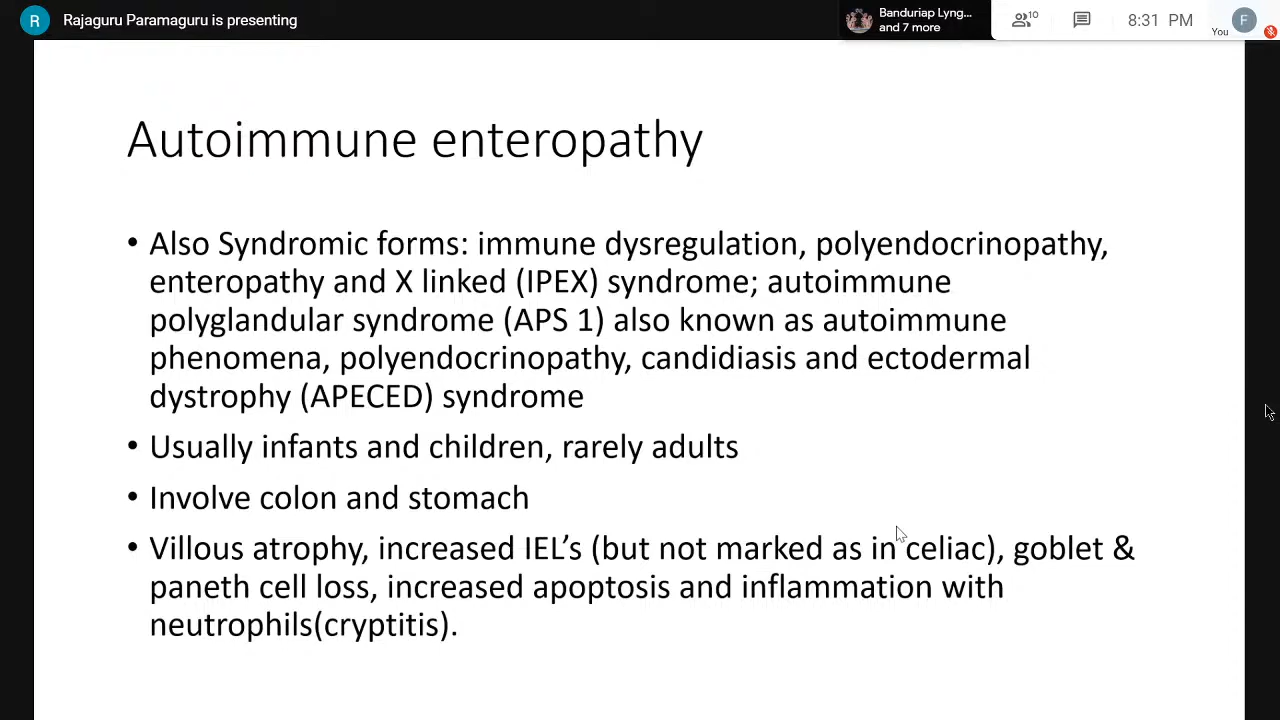 R Rajaguru Paramaguru is presenting
Banduriap Lyng...
and 7 more
10
8:31 PM
You
F
Autoimmune enteropathy
• Also Syndromic forms: immune dysregulation, polyendocrinopathy,
enteropathy and X linked (IPEX) syndrome; autoimmune
polyglandular syndrome (APS 1) also known as autoimmune
phenomena, polyendocrinopathy, candidiasis and ectodermal
dystrophy (APECED) syndrome
• Usually infants and children, rarely adults
• Involve colon and stomach
• Villous atrophy, increased IEL’s (but not marked as in celiac), goblet &
paneth cell loss, increased apoptosis and inflammation with
neutrophils(cryptitis).